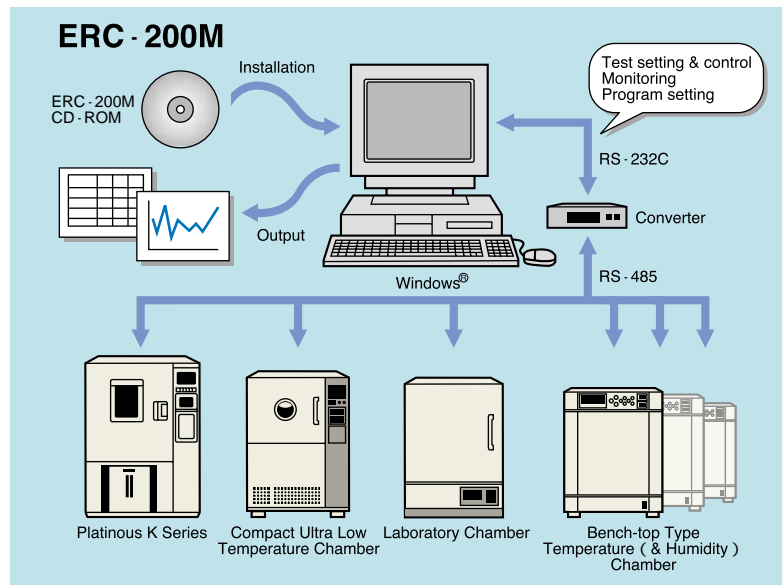 ERC - 200M
Installation
ERC - 200M
CD - ROM
Output
Windows®
Test setting & control
Monitoring
Program setting
RS - 232C
Converter
RS - 485
Platinous K Series
Compact Ultra Low
Temperature Chamber
Laboratory Chamber
Bench-top Type
Temperature ( & Humidity )
Chamber